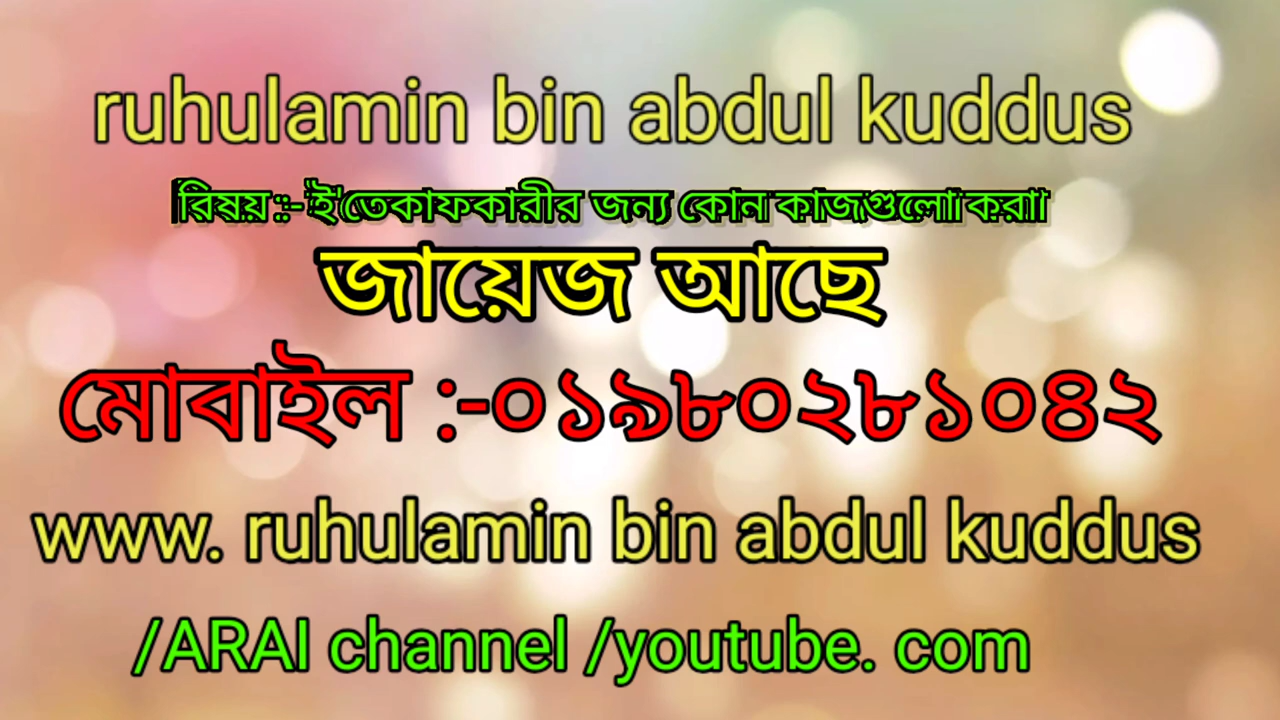 ruhulamin bin abdul kuddus
বিষয় :- ই'তেকাফকারীর জন্য কোন কাজগুলো করা
জায়েজ আছে
মোবাইল :-০১৯৮০২৮১০৪২
www. ruhulamin bin abdul kuddus
/ARAI channel /youtube. com